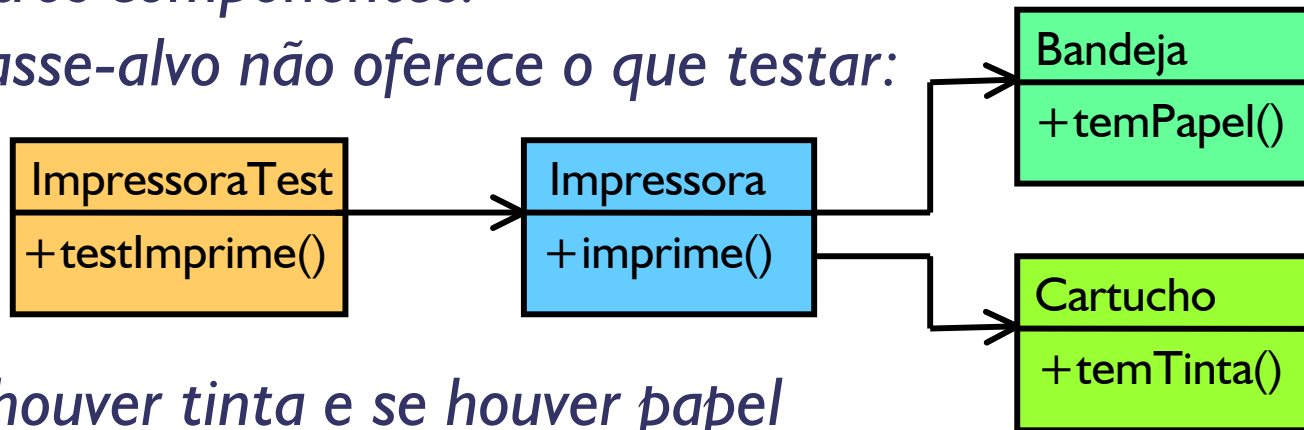 componentes.
asse-alvo não oferece o que testar:
Bandeja
+temPapel()
ImpressoraTest
+testImprime()
Impressora
+imprime()
Cartucho
+temTinta()
houver tinta e se houver papel